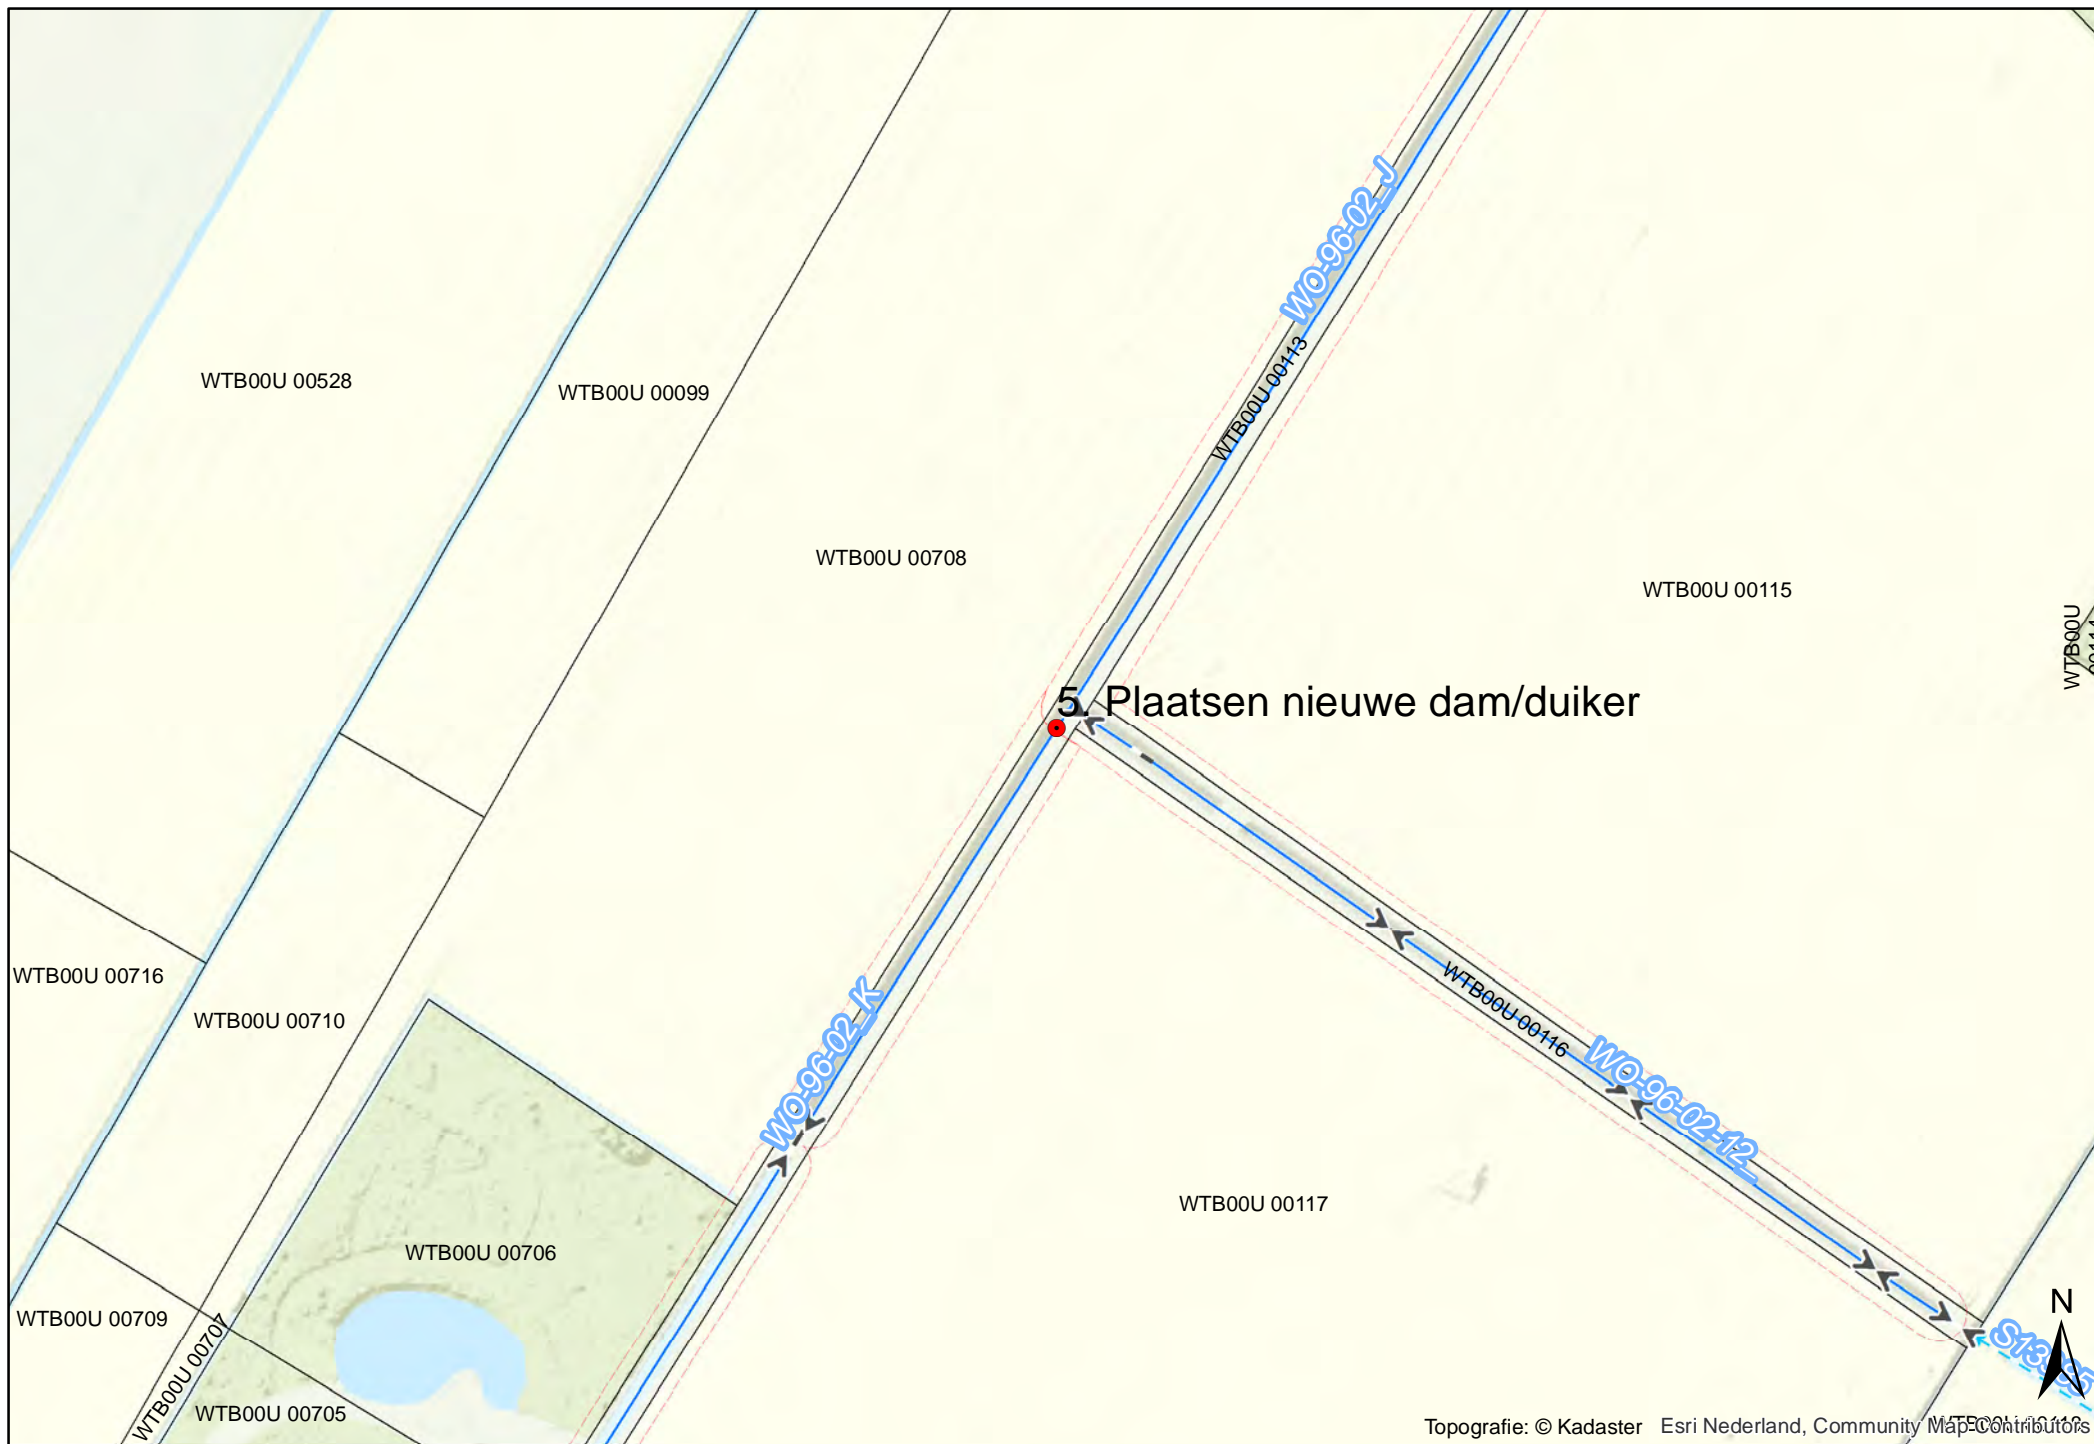 WO-96-02_J
WTB00U 00113
WTB00U 00528
WTB00U 00099
WTB00U 00708
WTB00U 00115
WTB00U
5. Plaatsen nieuwe dam/duiker
WTB00U 00716
WTB00U 00710
WO-96-02_K
WTB00U 00116
WO-96-02-12_
WTB00U 00117
WTB00U 00706
WTB00U 00709
WTB00U 00707
WTB00U 00705
N
Topografie: © Kadaster Esri Nederland, Community Map Contributors